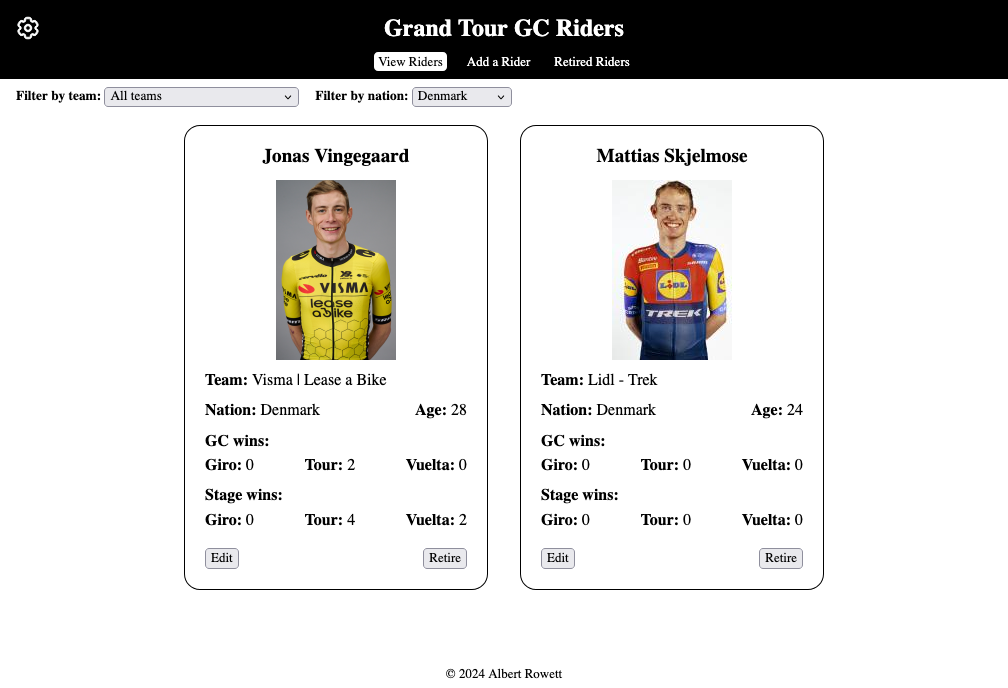 Grand Tour GC Riders
View Riders Add a Rider Retired Riders
Filter by team: All teams Filter by nation: Denmark
Jonas Vingegaard
cervélo
VISMA
lease
a bike
Team: Visma | Lease a Bike
Nation: Denmark Age: 28
GC wins:
Giro: 0 Tour: 2 Vuelta: 0
Stage wins:
Giro: 0 Tour: 4 Vuelta: 2
Edit Retire
Mattias Skjelmose
LIDL
TREK
Team: Lidl - Trek
Nation: Denmark Age: 24
GC wins:
Giro: 0 Tour: 0 Vuelta: 0
Stage wins:
Giro: 0 Tour: 0 Vuelta: 0
Edit Retire
© 2024 Albert Rowett